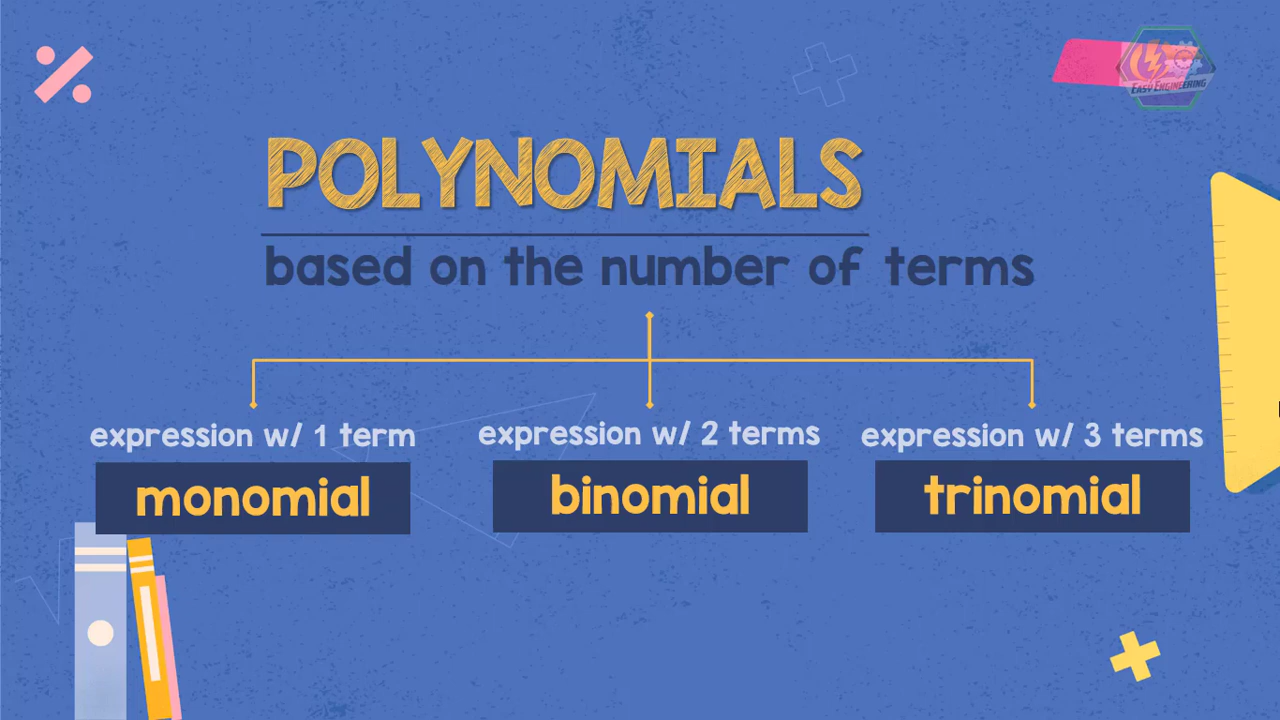 EASY ENGINEERING
POLYNOMIALS
based on the number of terms
expression w/ 1 term
expression w/ 2 terms
expression w/ 3 terms
monomial
binomial
trinomial